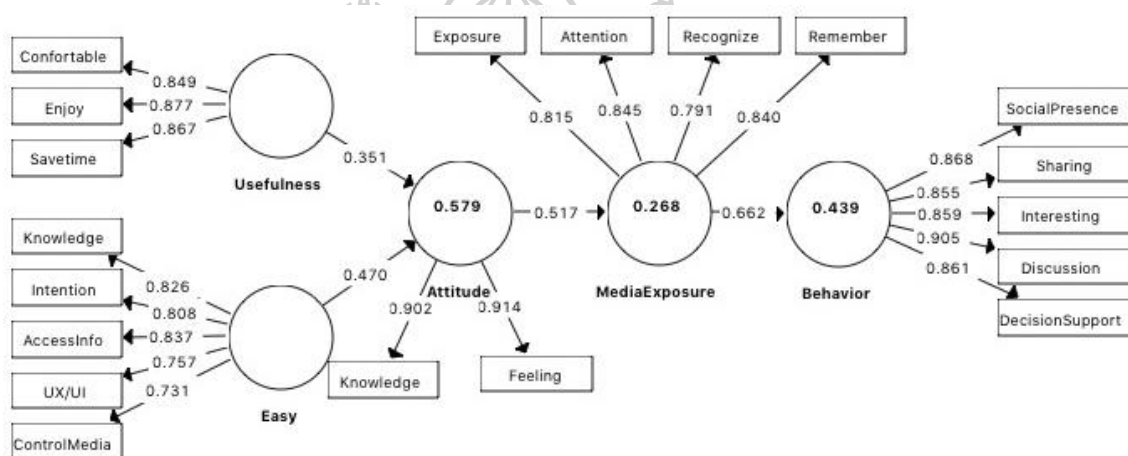 Exposure
Attention
Recognize
Remember
Confortable
Enjoy
Savetime
0.849
0.877
0.867
Usefulness
0.351
0.815
0.845
0.791
0.840
Knowledge
Intention
AccessInfo
UX/UI
ControlMedia
0.826
0.808
0.837
0.757
0.731
Easy
0.470
0.579
Attitude
0.902
0.914
Knowledge
Feeling
0.517
0.268
MediaExposure
0.662
0.439
Behavior
0.868
0.855
0.859
0.905
0.861
SocialPresence
Sharing
Interesting
Discussion
DecisionSupport